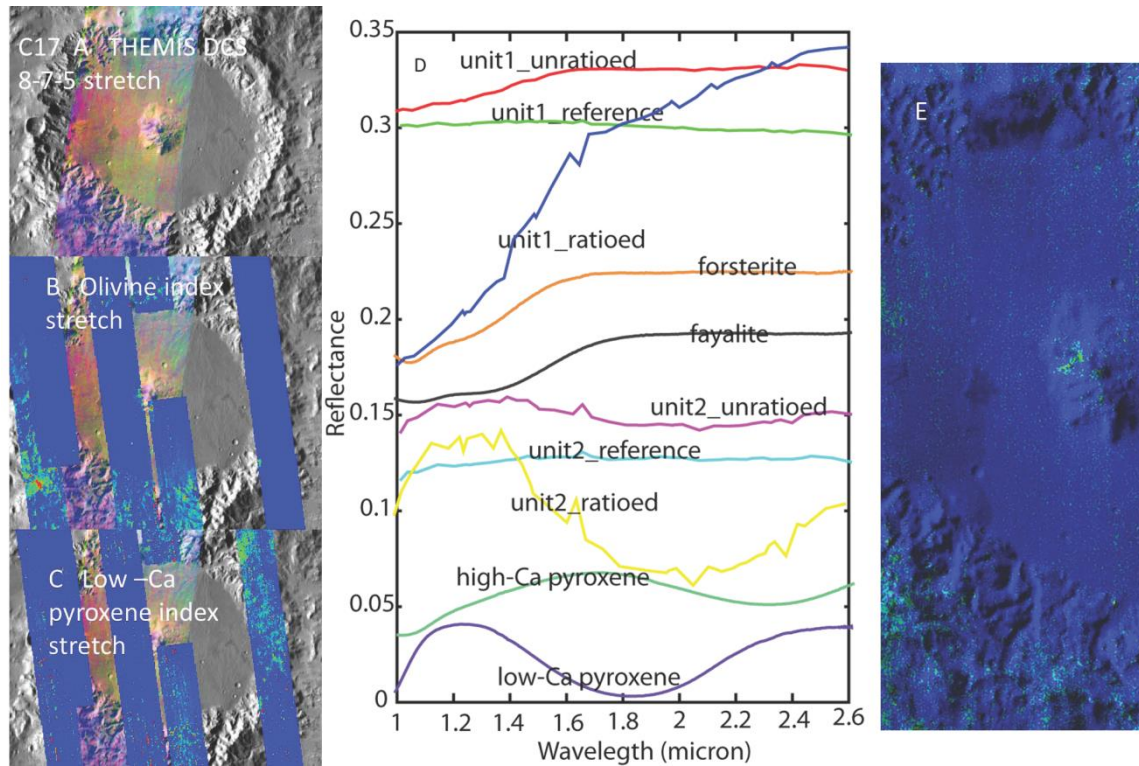 C17 A THEMIS DCS
8-7-5 stretch
B Olivine index
stretch
C Low –Ca
pyroxene index
stretch
D
0.35
0.3
0.25
0.2
0.15
0.1
0.05
0
Reflectance
unit1_unratioed
unit1_reference
unit1_ratioed
forsterite
fayalite
unit2_unratioed
unit2_reference
unit2_ratioed
high-Ca pyroxene
low-Ca pyroxene
1 1.2 1.4 1.6 1.8 2 2.2 2.4 2.6
Wavelegth (micron)
E